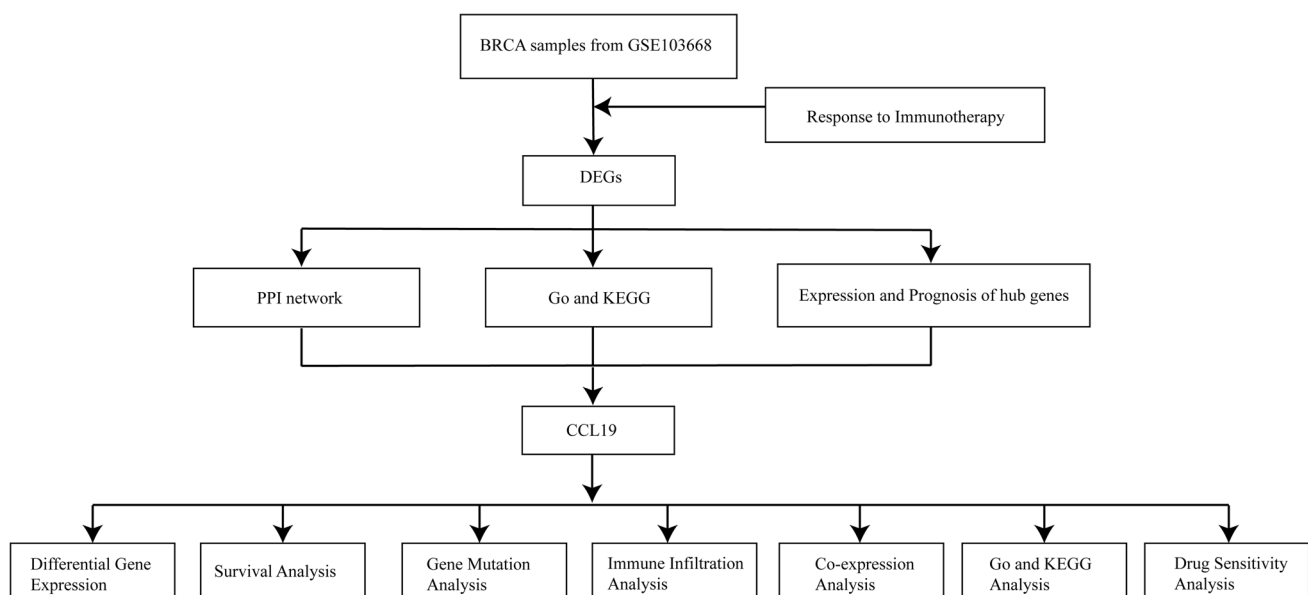 BRCA samples from GSE103668
Response to Immunotherapy
DEGs
PPI network
Go and KEGG
Expression and Prognosis of hub genes
CCL19
Differential Gene
Expression
Survival Analysis
Gene Mutation
Analysis
Immune Infiltration
Analysis
Co-expression
Analysis
Go and KEGG
Analysis
Drug Sensitivity
Analysis